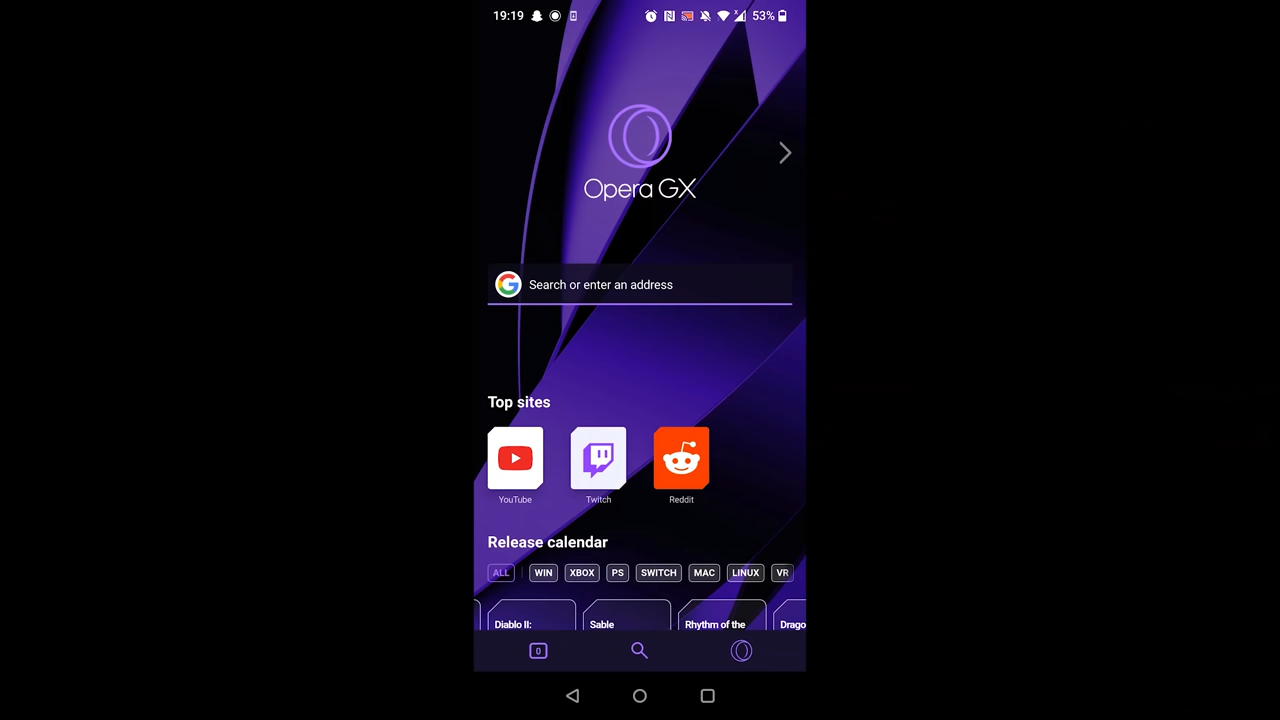 19:19
53%
Opera GX
Search or enter an address
Top sites
YouTube
Twitch
Reddit
Release calendar
ALL WIN XBOX PS SWITCH MAC LINUX VR
Diablo II: Sable Rhythm of the Drago
0